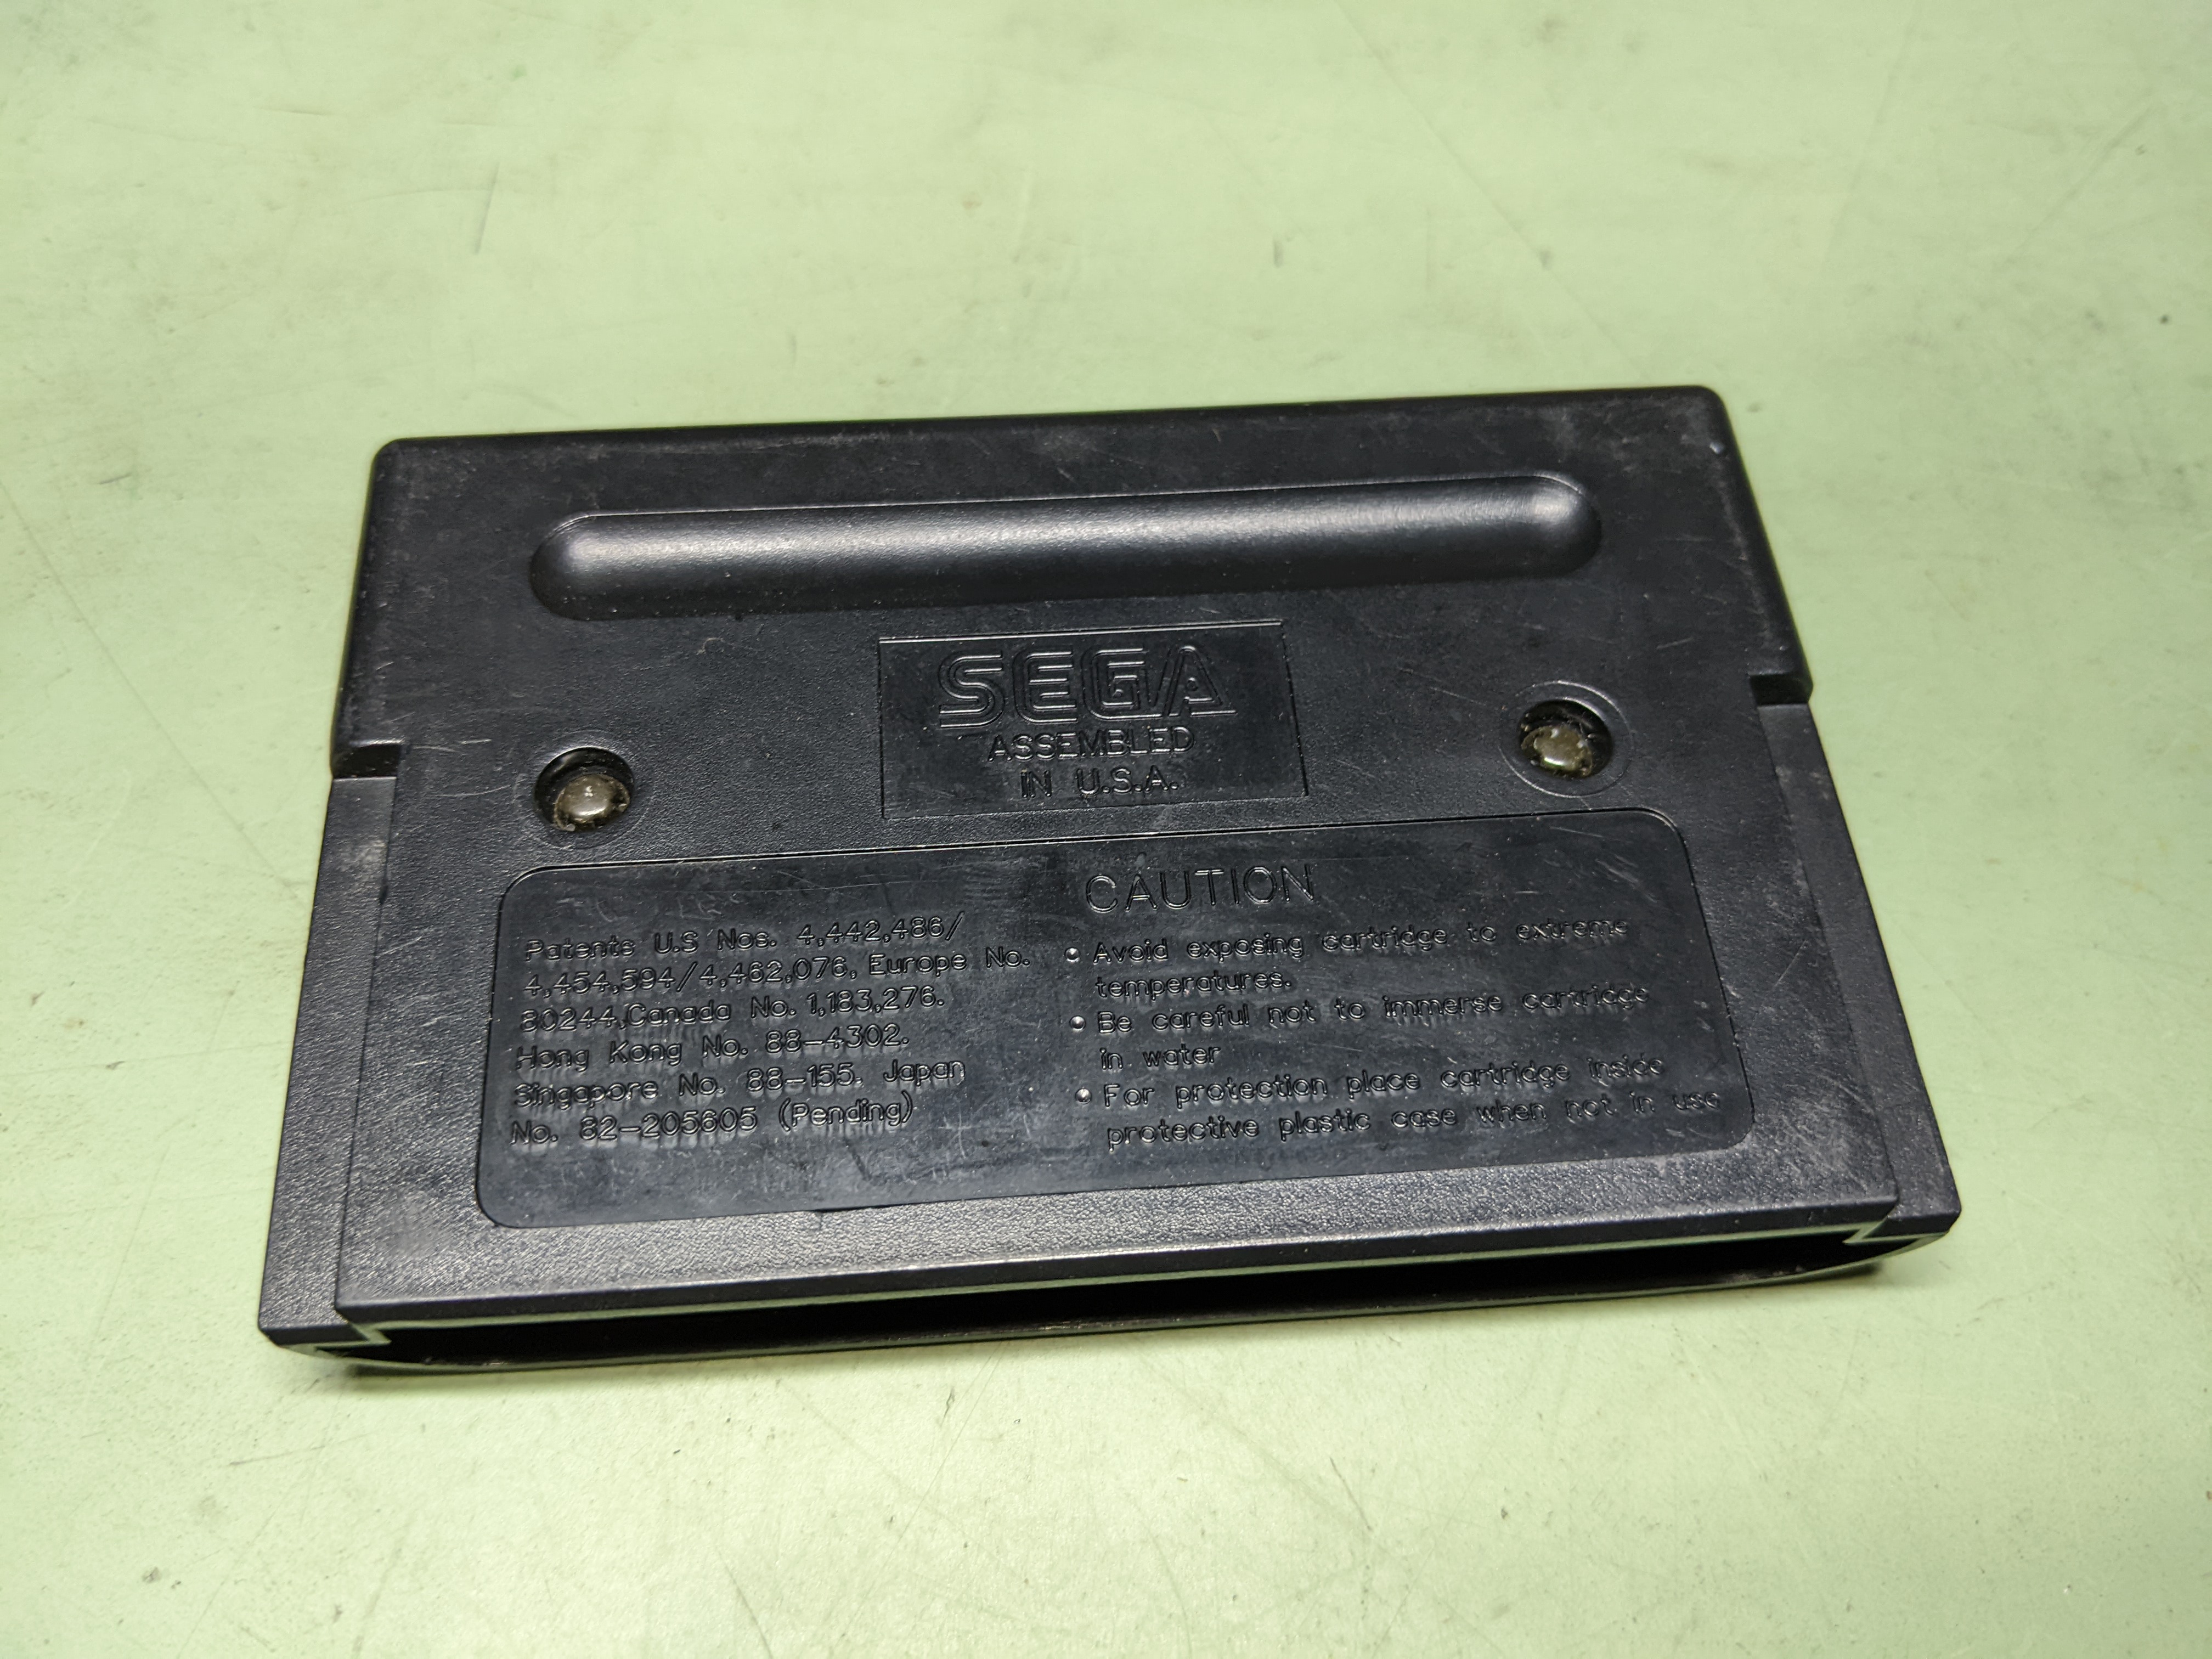 SEGA
ASSEMBLED
IN U.S.A.
Patents U.S Nos. 4,442,486/
4,454,594/4,462,076, Europe No.
80244,Canada No. 1,183,276.
Hong Kong No. 88-4302.
Singapore No. 88-155. Japan
No. 82-205605 (Pending)
CAUTION
Avoid exposing cartridge to extreme
temperatures.
Be careful not to immerse cartridge
in water
For protection place cartridge inside
protective plastic case when not in use